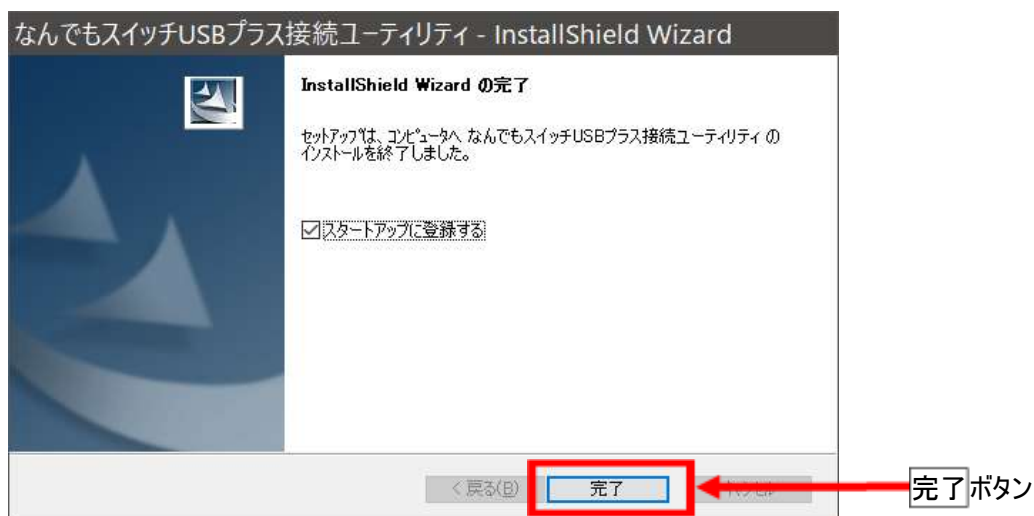 なんでもスイッチUSBプラス接続ユーティリティ - InstallShield Wizard
InstallShield Wizard の完了
セットアップは、コンピュータへ なんでもスイッチUSBプラス接続ユーティリティ の
インストールを終了しました。
スタートアップに登録する
< 戻る(B)
完了
完了ボタン